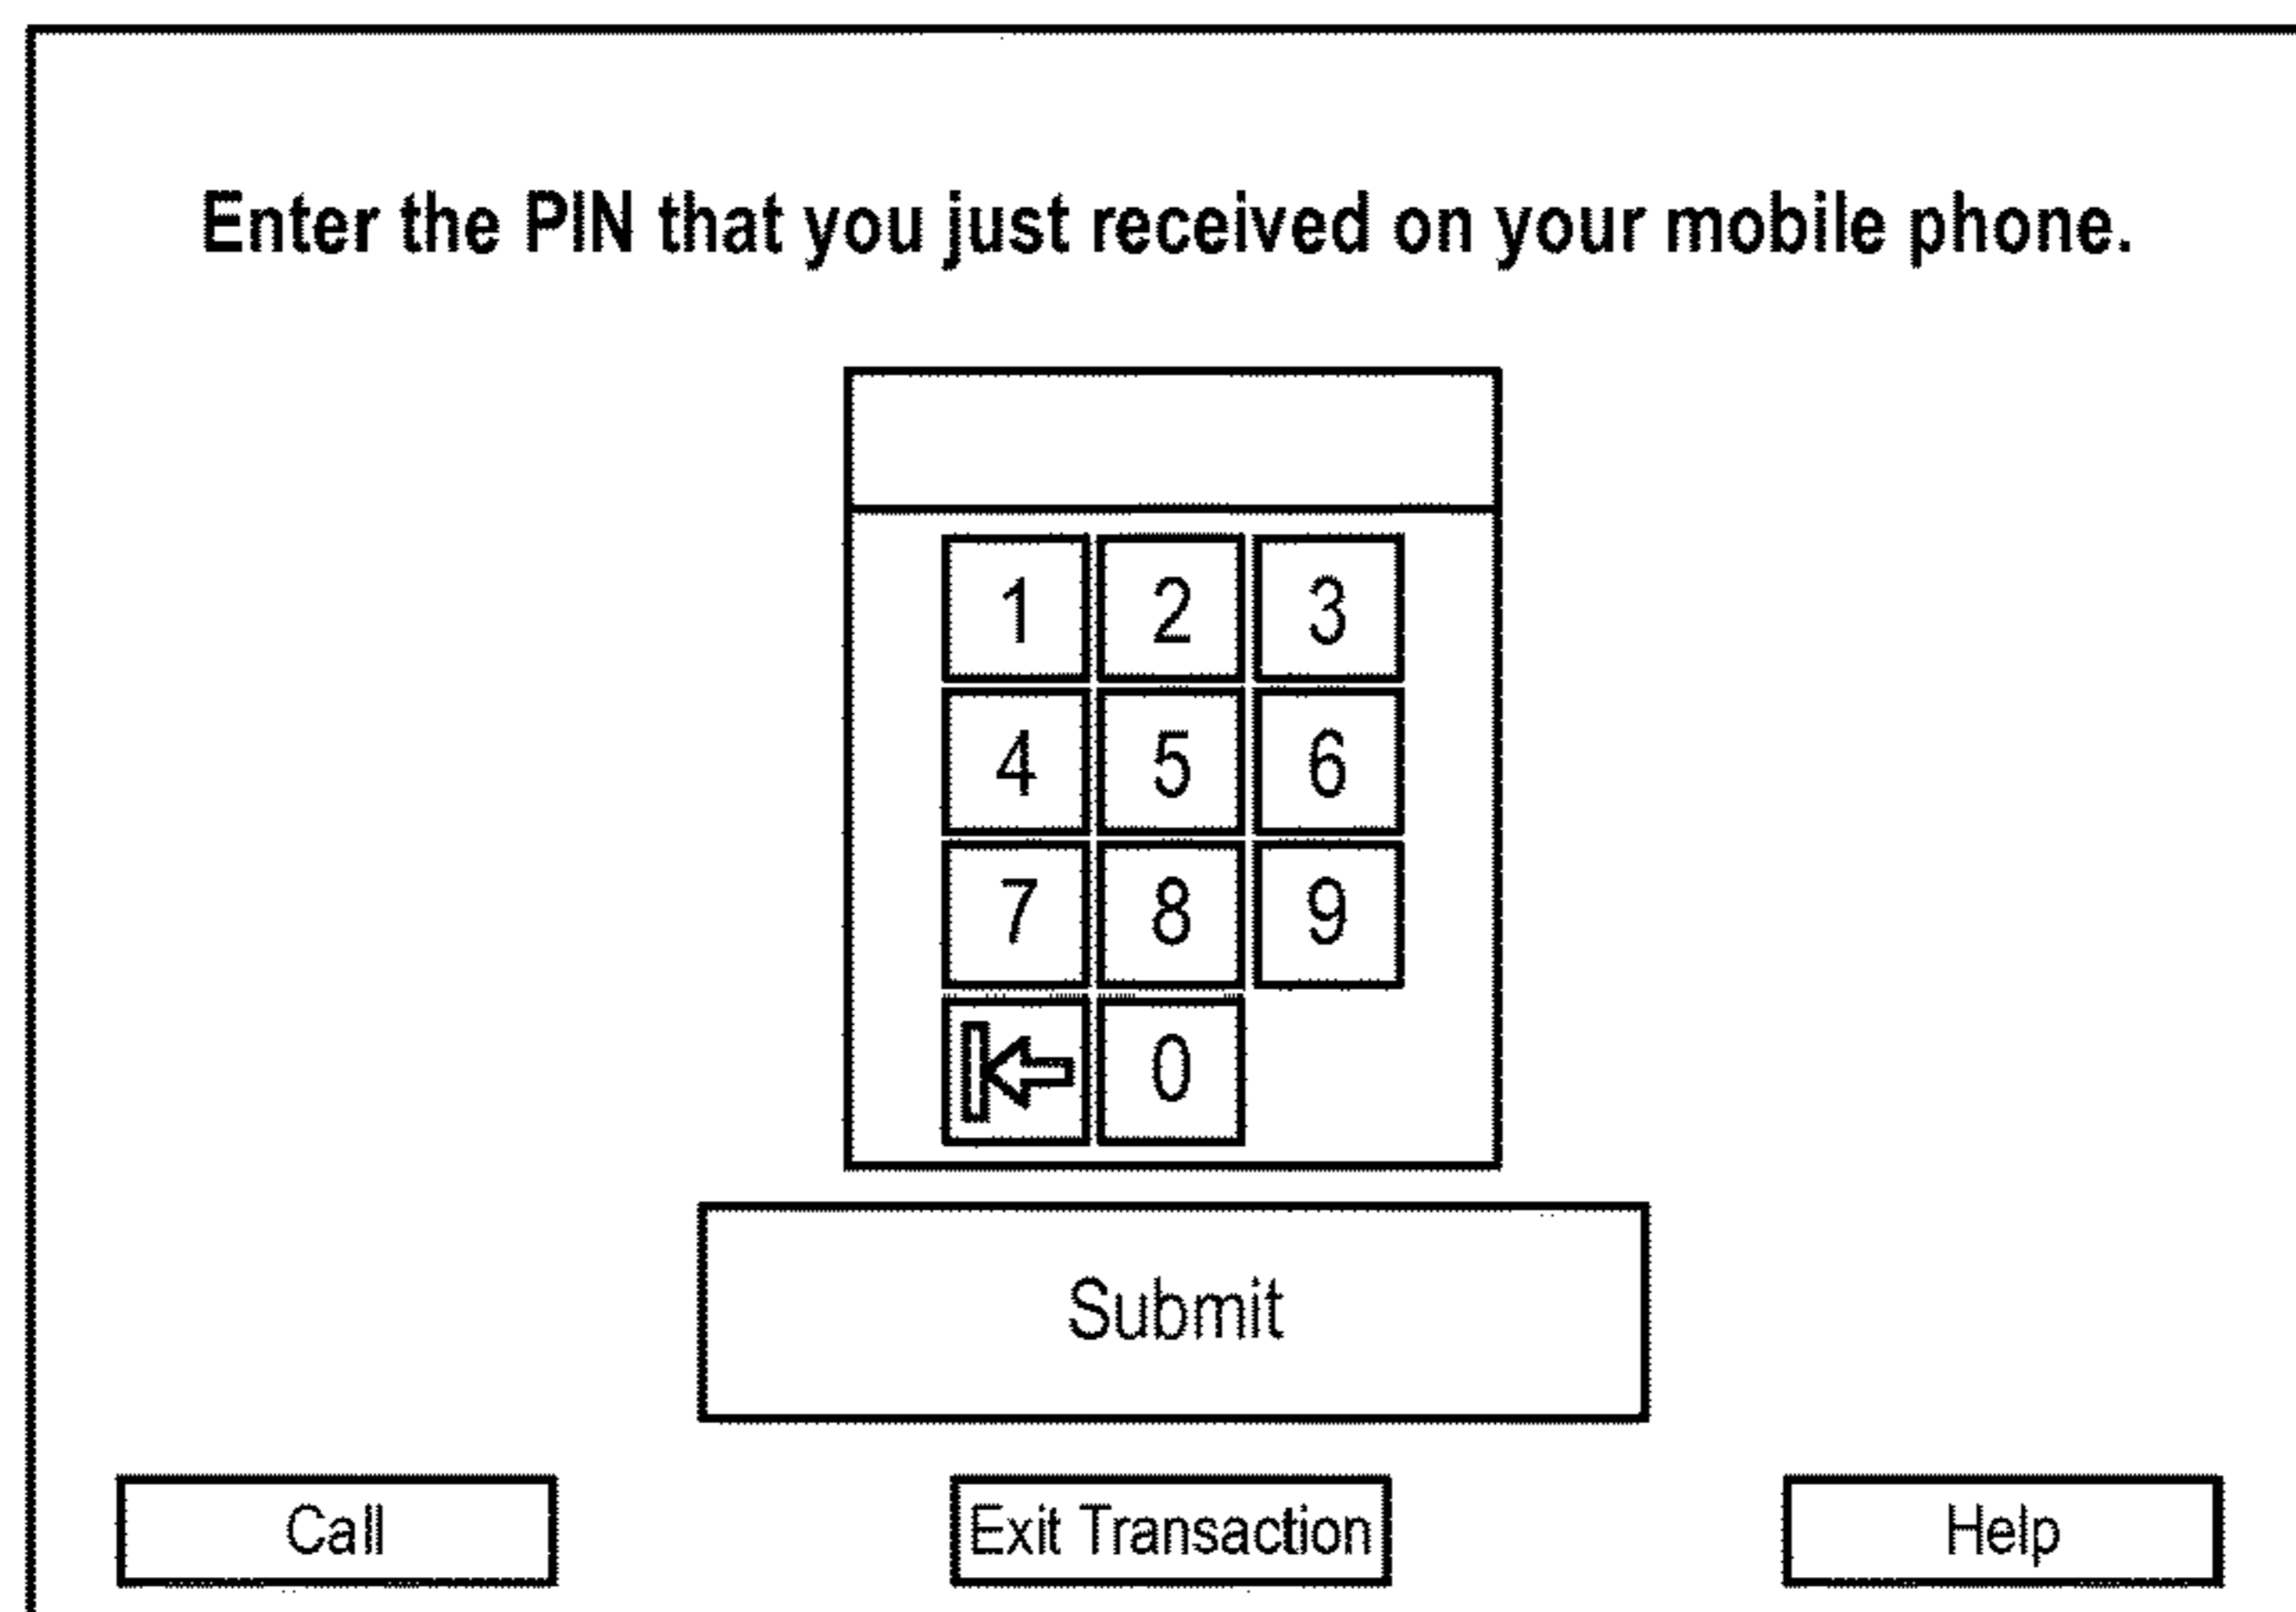 Enter the PIN that you just received on your mobile phone.
1 2 3
4 5 6
7 8 9
0
Submit
Call Exit Transaction Help